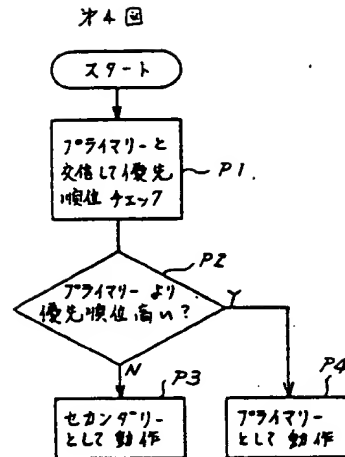 第4図
スタート
プライマリーと
交信して優先
順位チェック
P1
P2
プライマリーより
優先順位高い?
Y
N
P3
P4
セカンダリー
として動作
プライマリー
として動作